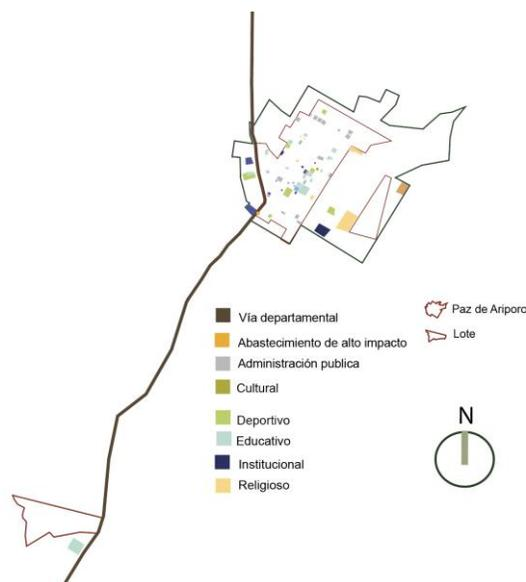 Vía departamental
Abastecimiento de alto impacto
Administración publica
Cultural
Deportivo
Educativo
Institucional
Religioso
Paz de Ariporo
Lote
N